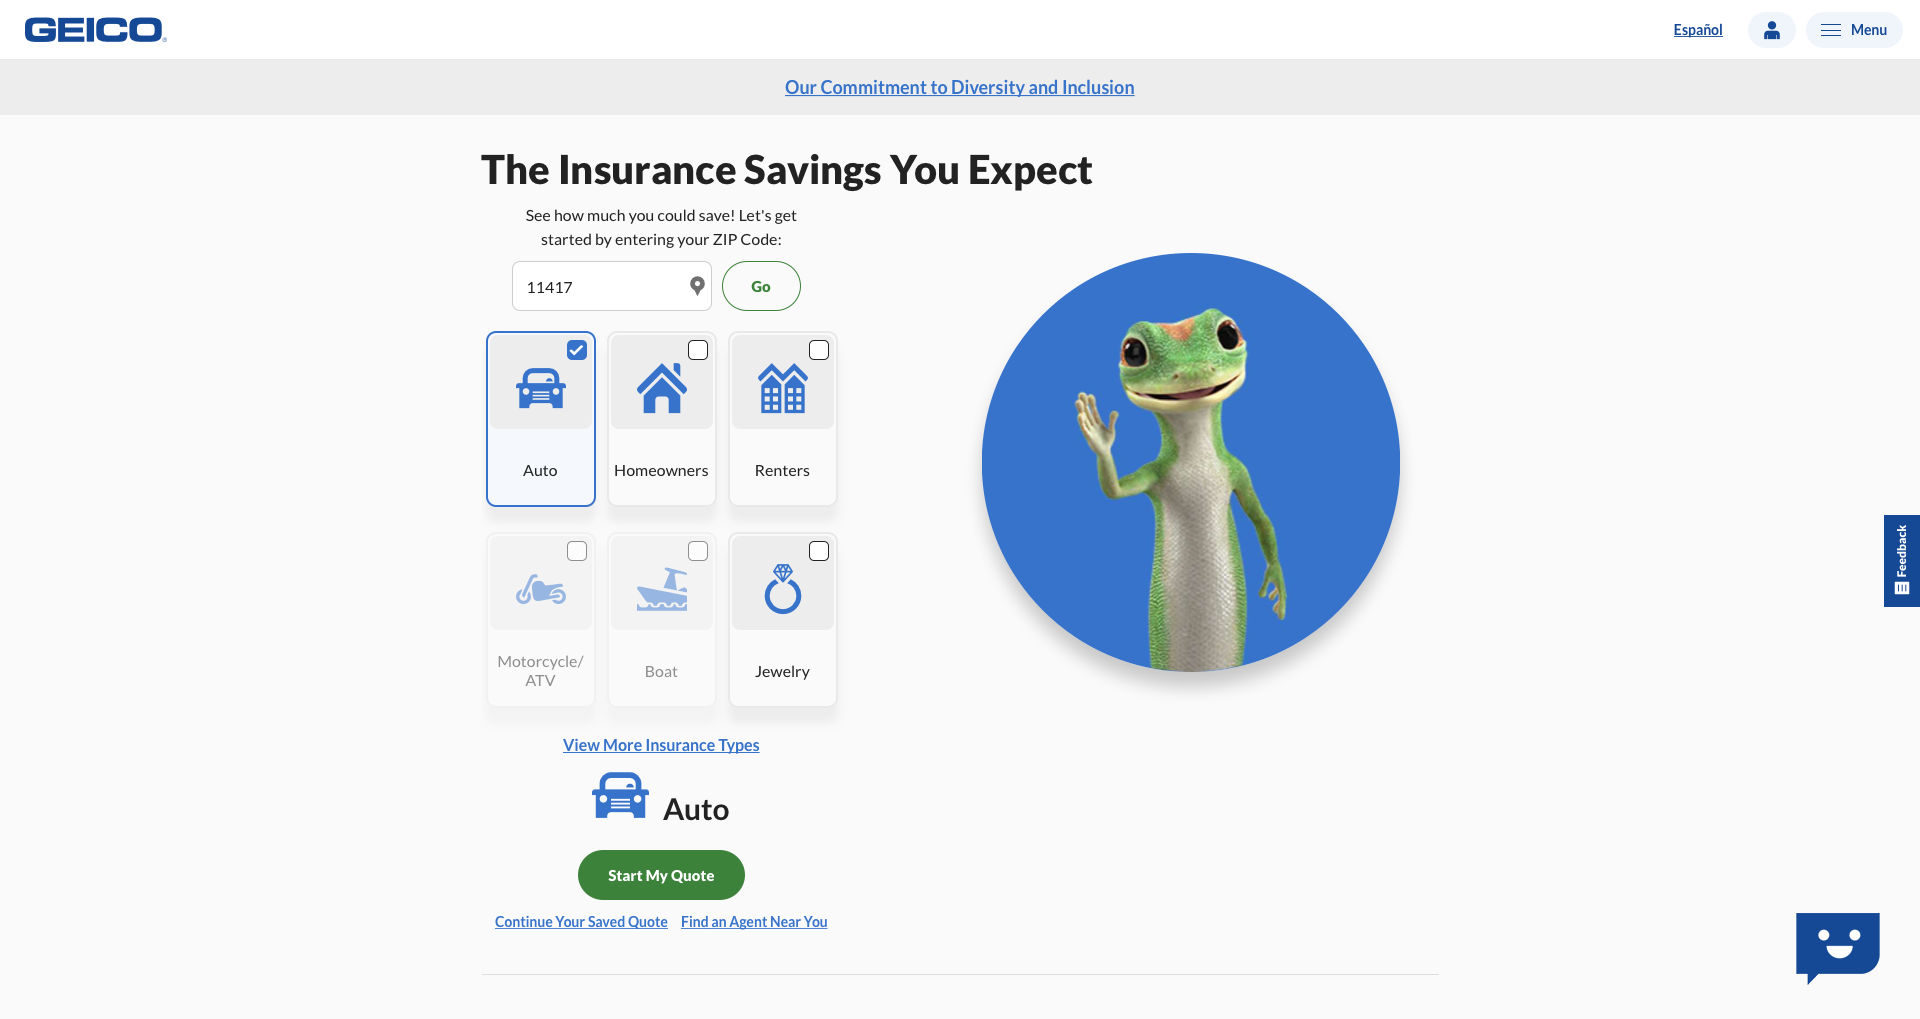 GEICO
Español
Menu
Our Commitment to Diversity and Inclusion
The Insurance Savings You Expect
See how much you could save! Let's get
started by entering your ZIP Code:
11417
Go
Auto
Homeowners
Renters
Motorcycle/
ATV
Boat
Jewelry
View More Insurance Types
Auto
Start My Quote
Continue Your Saved Quote
Find an Agent Near You
Feedback